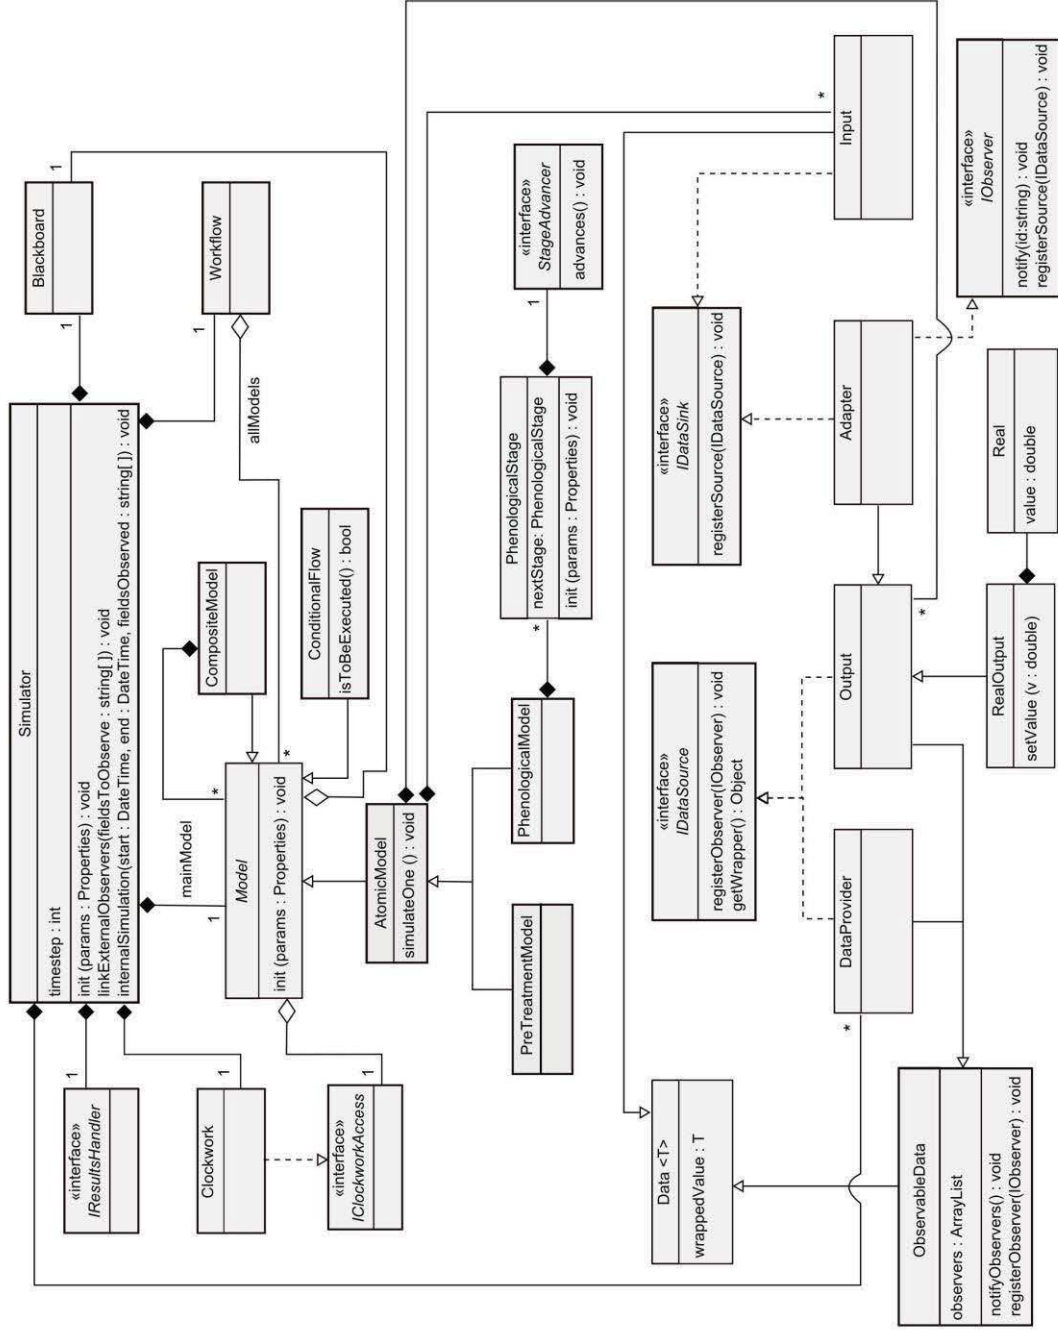 Simulator
timestep : int
init (params : Properties) : void
linkExternalObservers(fieldsToObserve : string[ ]) : void
internalSimulation(start : DateTime, end : DateTime, fieldsObserved : string[ ]) : void
Blackboard
1
1
Workflow
1
allModels
«interface»
IResultsHandler
1
Clockwork
1
«interface»
IClockworkAccess
1
mainModel
1
*
*
Model
init (params : Properties) : void
CompositeModel
ConditionalFlow
isToBeExecuted() : bool
AtomicModel
simulateOne () : void
PreTreatmentModel
PhenologicalModel
*
PhenologicalStage
nextStage: PhenologicalStage
init (params : Properties) : void
1
«interface»
StageAdvancer
advances() : void
Data <T>
wrappedValue : T
«interface»
IDataSource
registerObserver(IObserver) : void
getWrapper() : Object
«interface»
IDataSink
registerSource(IDataSource) : void
*
Input
*
DataProvider
Output
*
Adapter
ObservableData
observers : ArrayList
notifyObservers() : void
registerObserver(IObserver) : void
RealOutput
setValue (v : double)
Real
value : double
«interface»
IObserver
notify(id:string) : void
registerSource(IDataSource) : void